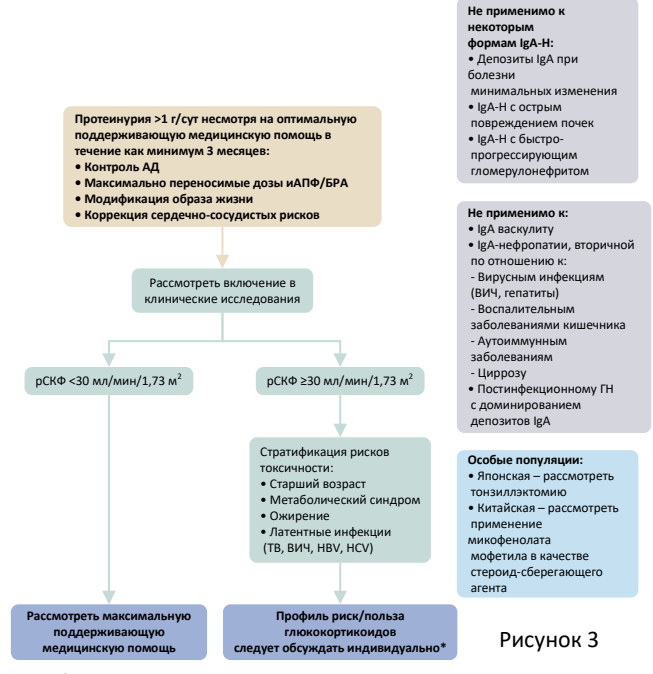 Протеинурия >1 г/сут несмотря на оптимальную
поддерживающую медицинскую помощь в
течение как минимум 3 месяцев:
• Контроль АД
• Максимально переносимые дозы иАПФ/БРА
• Модификация образа жизни
• Коррекция сердечно-сосудистых рисков
Рассмотреть включение в
клинические исследования
рСКФ <30 мл/мин/1,73 м²
рСКФ ≥30 мл/мин/1,73 м²
Стратификация рисков
токсичности:
• Старший возраст
• Метаболический синдром
• Ожирение
• Латентные инфекции
(ТВ, ВИЧ, HBV, HCV)
Рассмотреть максимальную
поддерживающую
медицинскую помощь
Профиль риск/польза
глюкокортикоидов
следует обсуждать индивидуально*
Не применимо к
некоторым
формам IgA-Н:
• Депозиты IgA при
болезни
минимальных изменения
• IgA-Н с острым
повреждением почек
• IgA-Н с быстро-
прогрессирующим
гломерулонефритом
Не применимо к:
• IgA васкулиту
• IgA-нефропатии, вторичной
по отношению к:
- Вирусным инфекциям
(ВИЧ, гепатиты)
- Воспалительным
заболеваниями кишечника
- Аутоиммунным
заболеваниям
- Циррозу
• Постинфекционному ГН
с доминированием
депозитов IgA
Особые популяции:
• Японская – рассмотреть
тонзиллэктомию
• Китайская – рассмотреть
применение
микофенолата
мофетила в качестве
стероид-сберегающего
агента
Рисунок 3